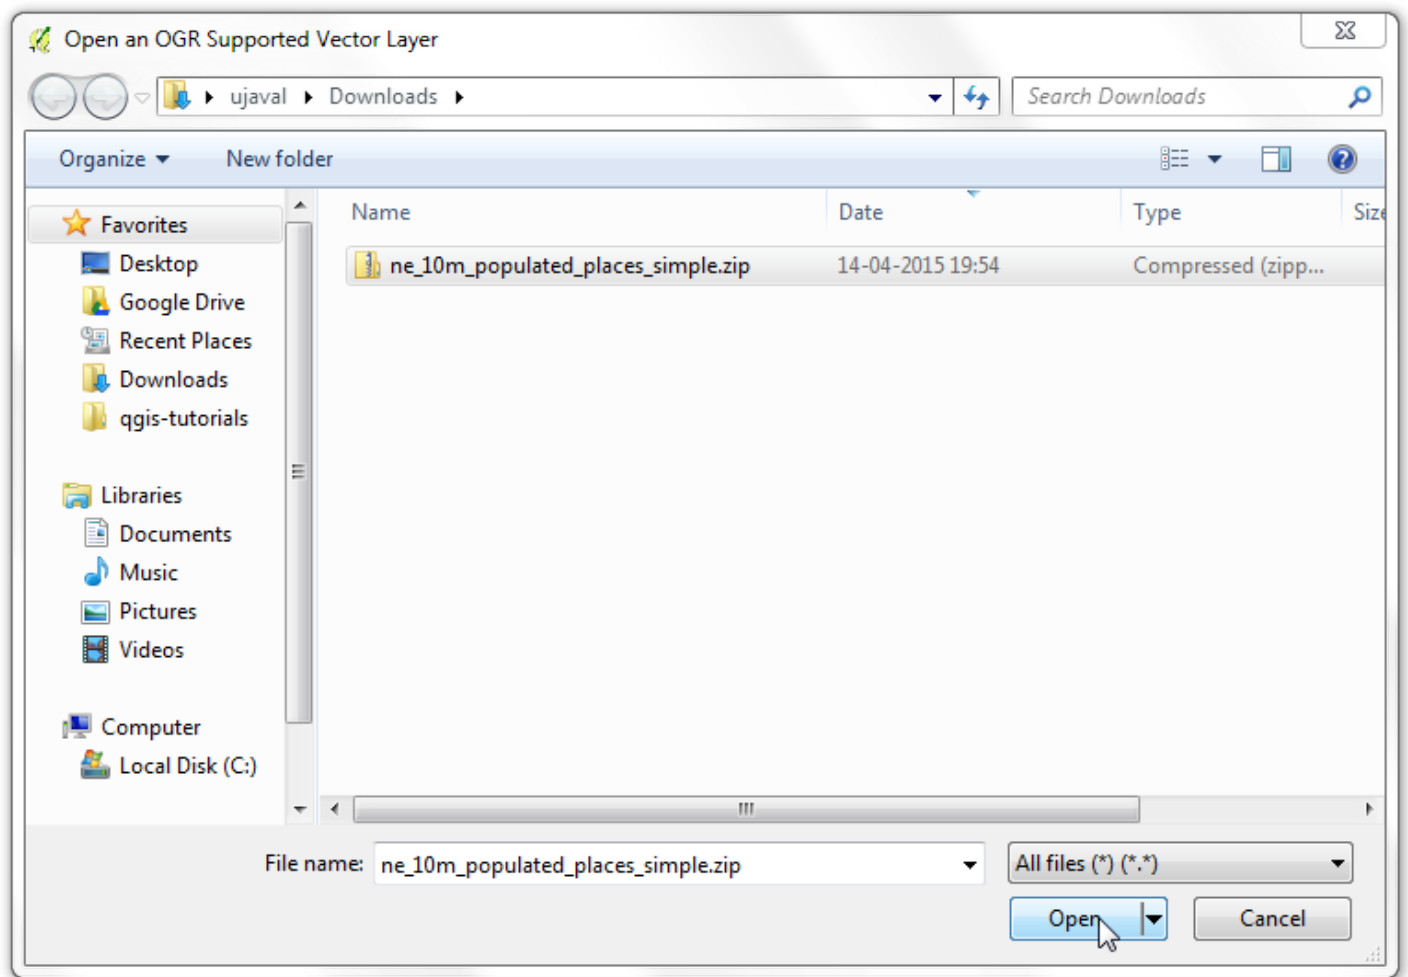 Open an OGR Supported Vector Layer
ujaval Downloads
Search Downloads
Organize New folder
Name Date Type Size
ne_10m_populated_places_simple.zip 14-04-2015 19:54 Compressed (zipp...
Favorites
Desktop
Google Drive
Recent Places
Downloads
qgis-tutorials
Libraries
Documents
Music
Pictures
Videos
Computer
Local Disk (C:)
File name: ne_10m_populated_places_simple.zip All files (*) (*.*)
Open Cancel